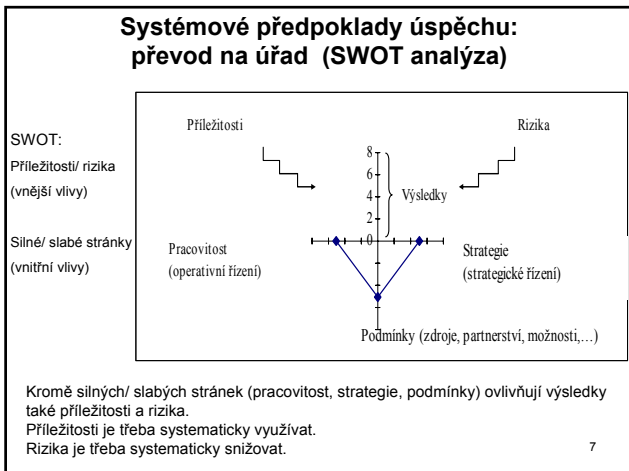 Systémové předpoklady úspěchu:
převod na úřad (SWOT analýza)
SWOT:
Příležitosti/ rizika
(vnější vlivy)
Silné/ slabé stránky
(vnitřní vlivy)
Příležitosti
Rizika
8
6
4
2
0
Výsledky
Pracovitost
(operativní řízení)
Strategie
(strategické řízení)
Podmínky (zdroje, partnerství, možnosti,…)
Kromě silných/ slabých stránek (pracovitost, strategie, podmínky) ovlivňují výsledky
také příležitosti a rizika.
Příležitosti je třeba systematicky využívat.
Rizika je třeba systematicky snižovat.
7